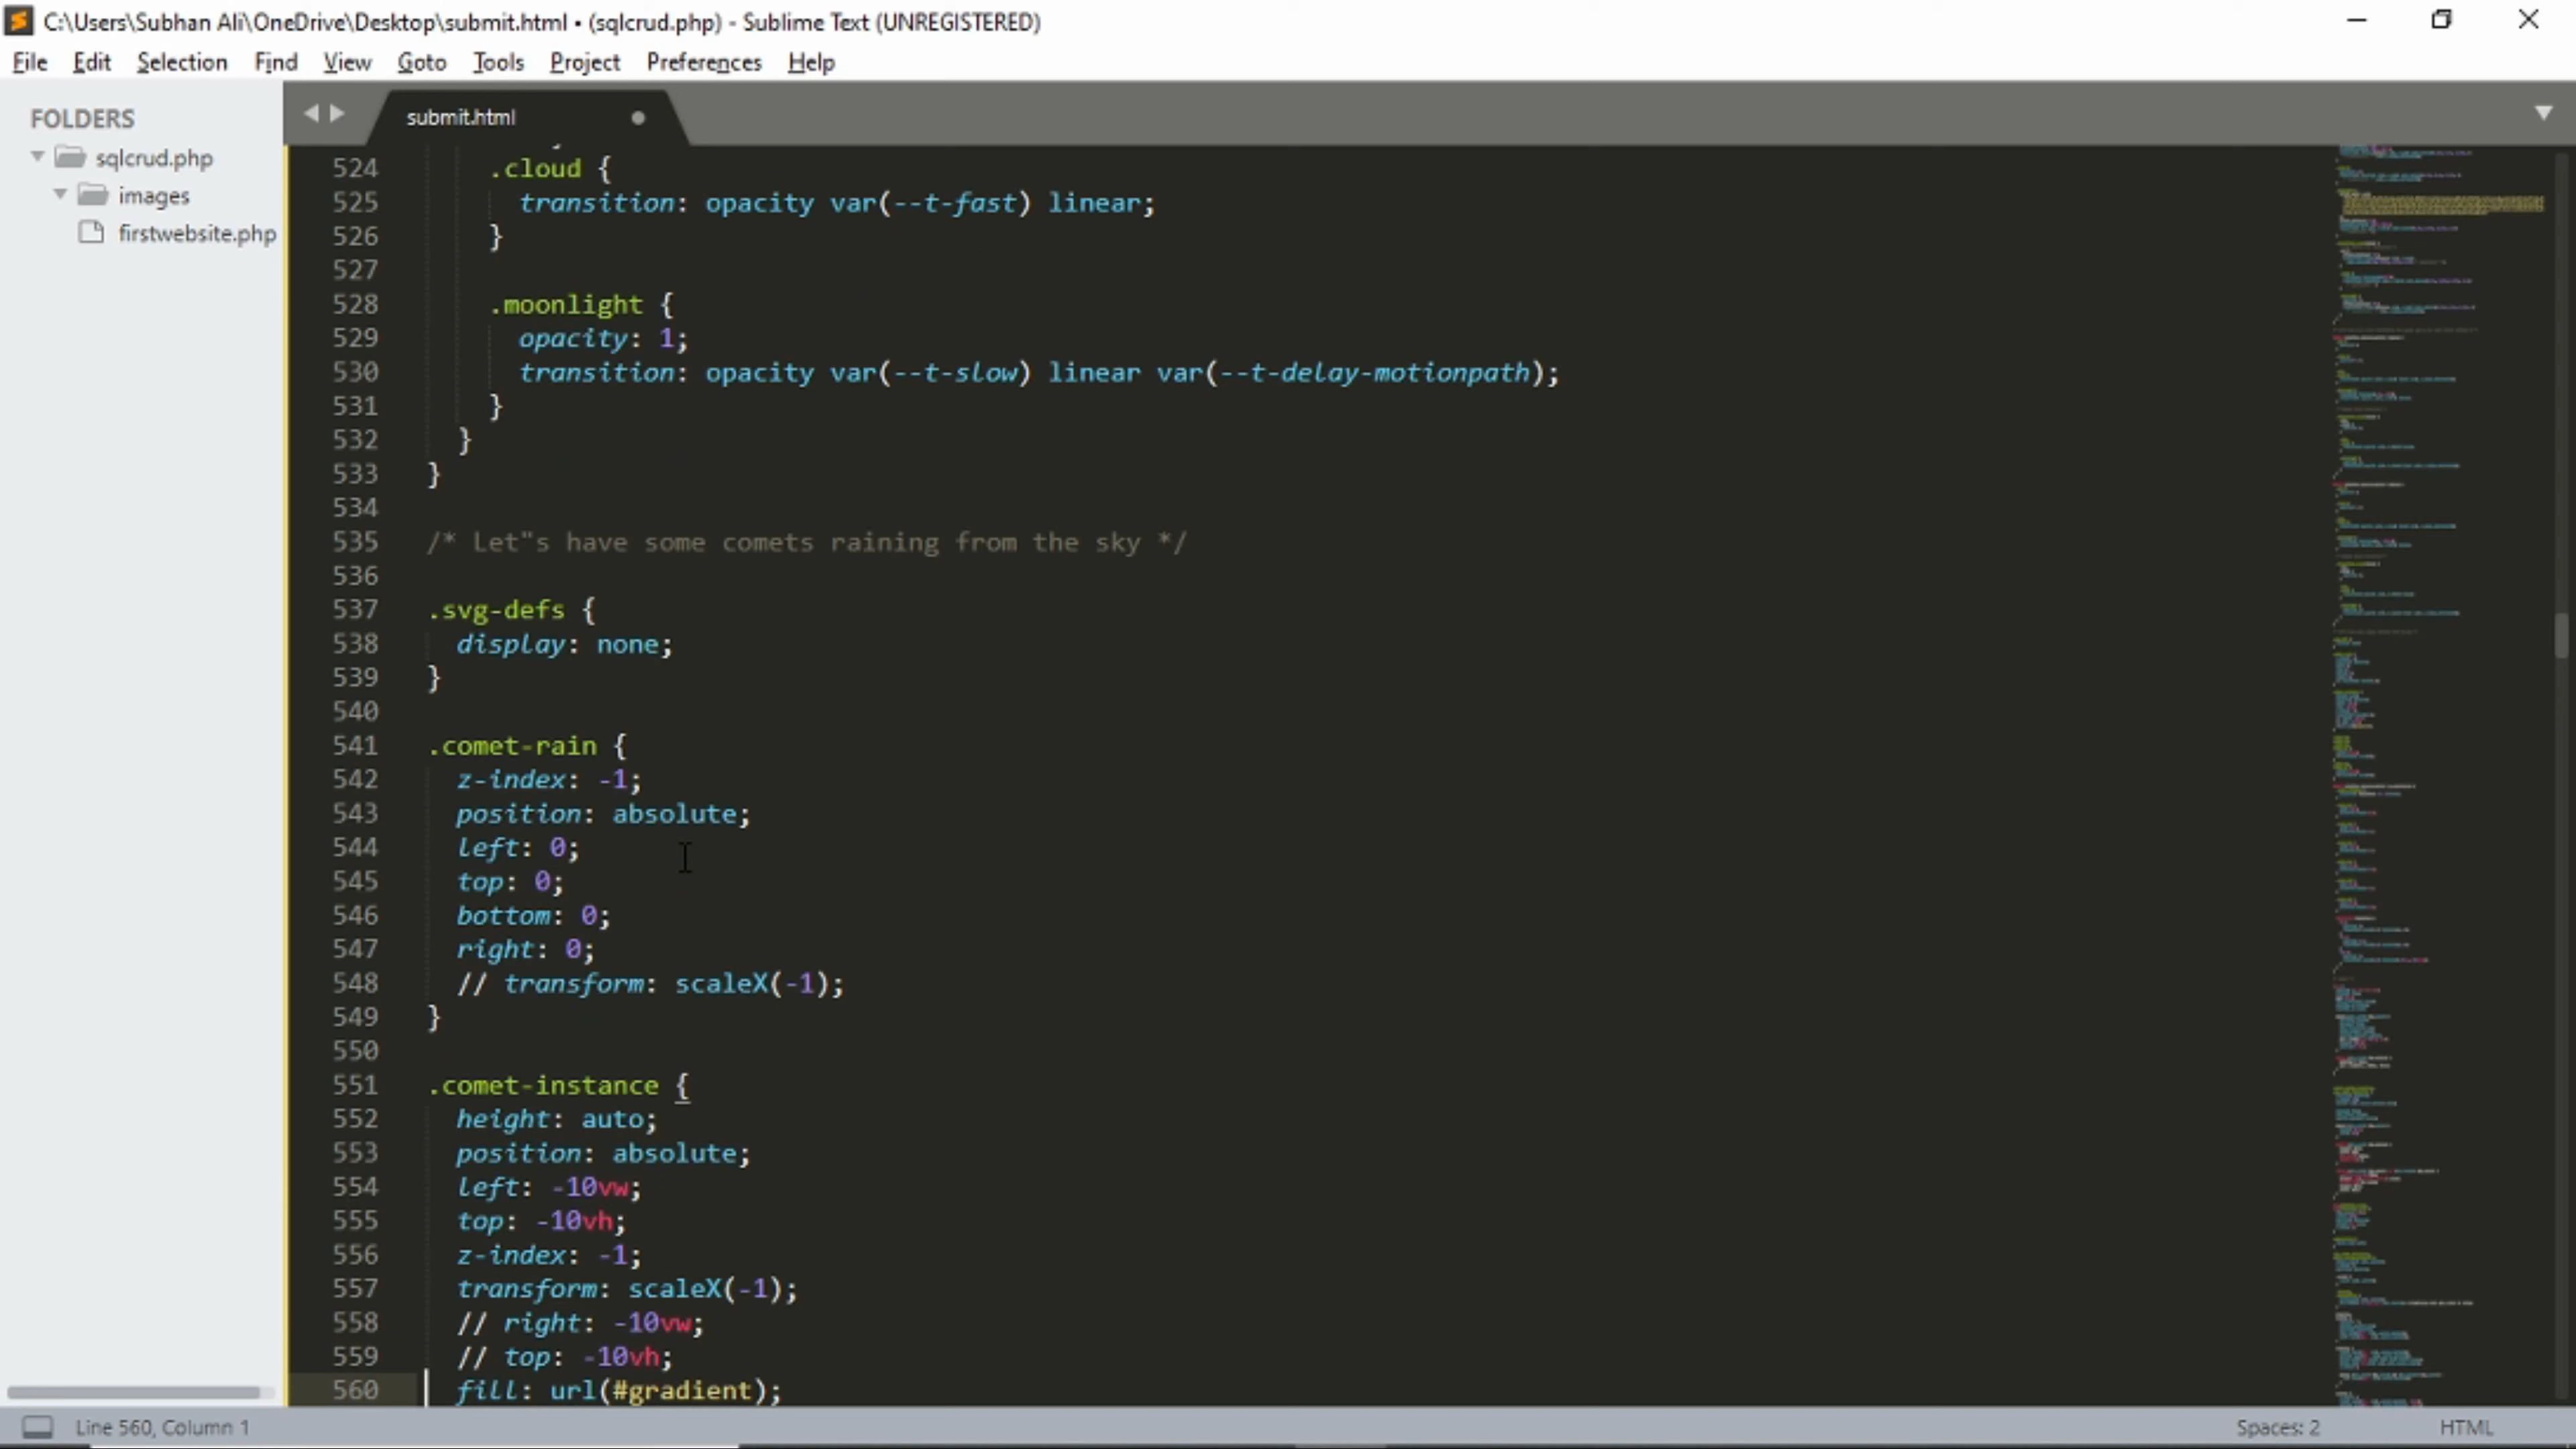 C:\Users\Subhan Ali\OneDrive\Desktop\submit.html • (sqlcrud.php) - Sublime Text (UNREGISTERED)
File Edit Selection Find View Goto Tools Project Preferences Help
FOLDERS
sqlcrud.php
images
firstwebsite.php
submit.html
524 .cloud {
525 transition: opacity var(--t-fast) linear;
526 }
527
528 .moonlight {
529 opacity: 1;
530 transition: opacity var(--t-slow) linear var(--t-delay-motionpath);
531 }
532 }
533 }
534
535 /* Let"s have some comets raining from the sky */
536
537 .svg-defs {
538 display: none;
539 }
540
541 .comet-rain {
542 z-index: -1;
543 position: absolute;
544 left: 0;
545 top: 0;
546 bottom: 0;
547 right: 0;
548 // transform: scaleX(-1);
549 }
550
551 .comet-instance {
552 height: auto;
553 position: absolute;
554 left: -10vw;
555 top: -10vh;
556 z-index: -1;
557 transform: scaleX(-1);
558 // right: -10vw;
559 // top: -10vh;
560 fill: url(#gradient);
Line 560, Column 1
Spaces: 2
HTML